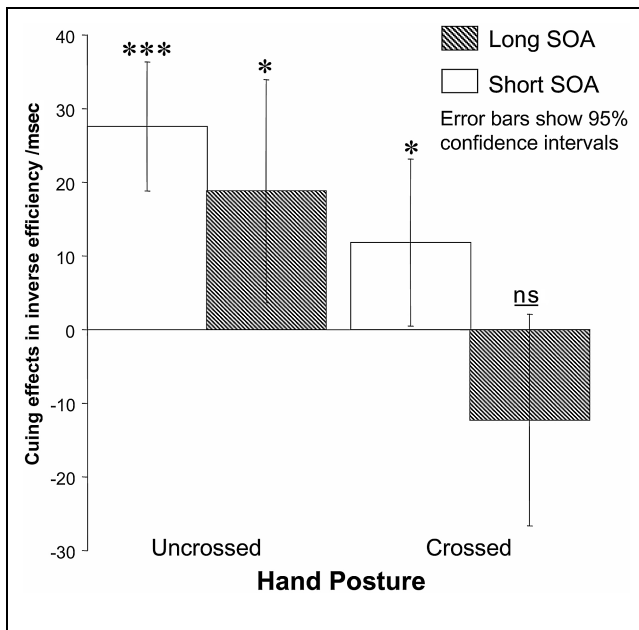 40
30
20
10
0
-10
-20
-30
Cuing effects in inverse efficiency /msec
***
*
*
ns
Long SOA
Short SOA
Error bars show 95%
confidence intervals
Uncrossed
Crossed
Hand Posture